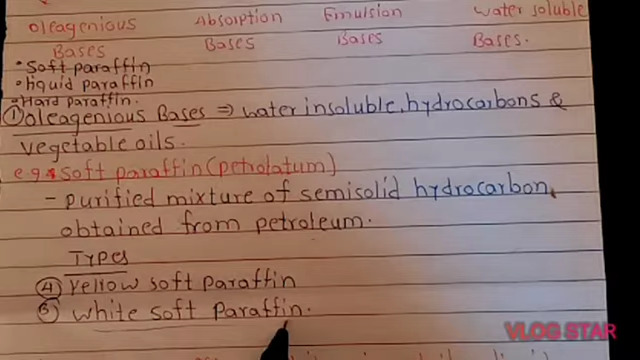 Oleagenious Absorption Emulsion water soluble
Bases Bases Bases Bases.
• Soft paraffin
• liquid paraffin
• Hard paraffin.
① oleagenious Bases ⇒ water insoluble, hydrocarbons &
vegetable oils.
eg Soft paraffin (petrolatum)
- purified mixture of semisolid hydrocarbon,
obtained from petroleum.
Types
yellow soft paraffin
white soft paraffin.
VLOG STAR